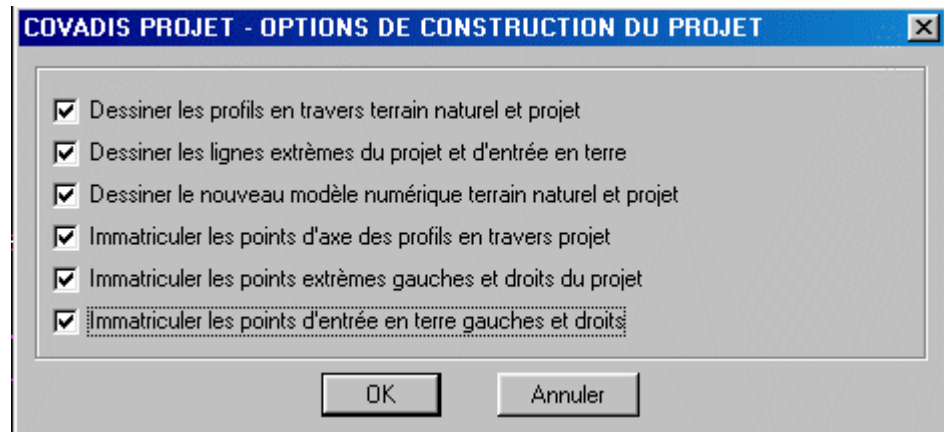 COVADIS PROJET - OPTIONS DE CONSTRUCTION DU PROJET
Dessiner les profils en travers terrain naturel et projet
Dessiner les lignes extrèmes du projet et d'entrée en terre
Dessiner le nouveau modèle numérique terrain naturel et projet
Immatriculer les points d'axe des profils en travers projet
Immatriculer les points extrèmes gauches et droits du projet
Immatriculer les points d'entrée en terre gauches et droits
OK
Annuler